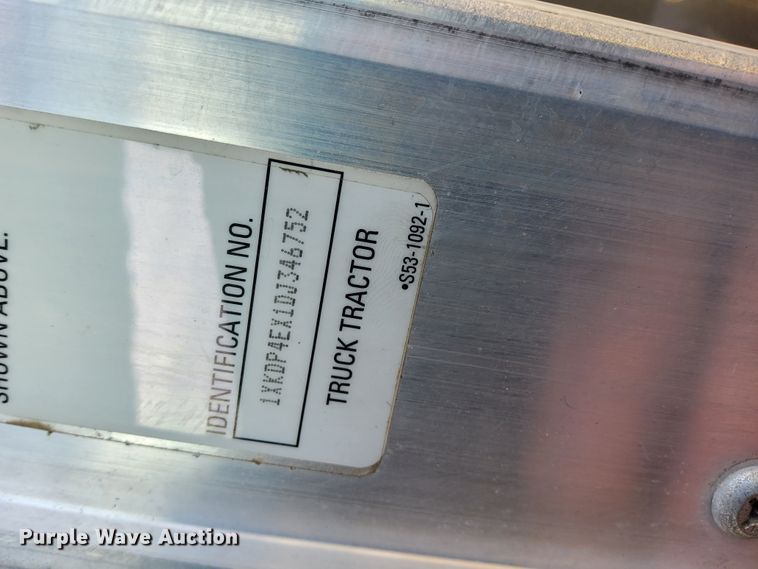 SHOWN ABOVE.
IDENTIFICATION NO.
1XKDP4EX1DJ346752
TRUCK TRACTOR
•S53-1092-1
Purple Wave Auction